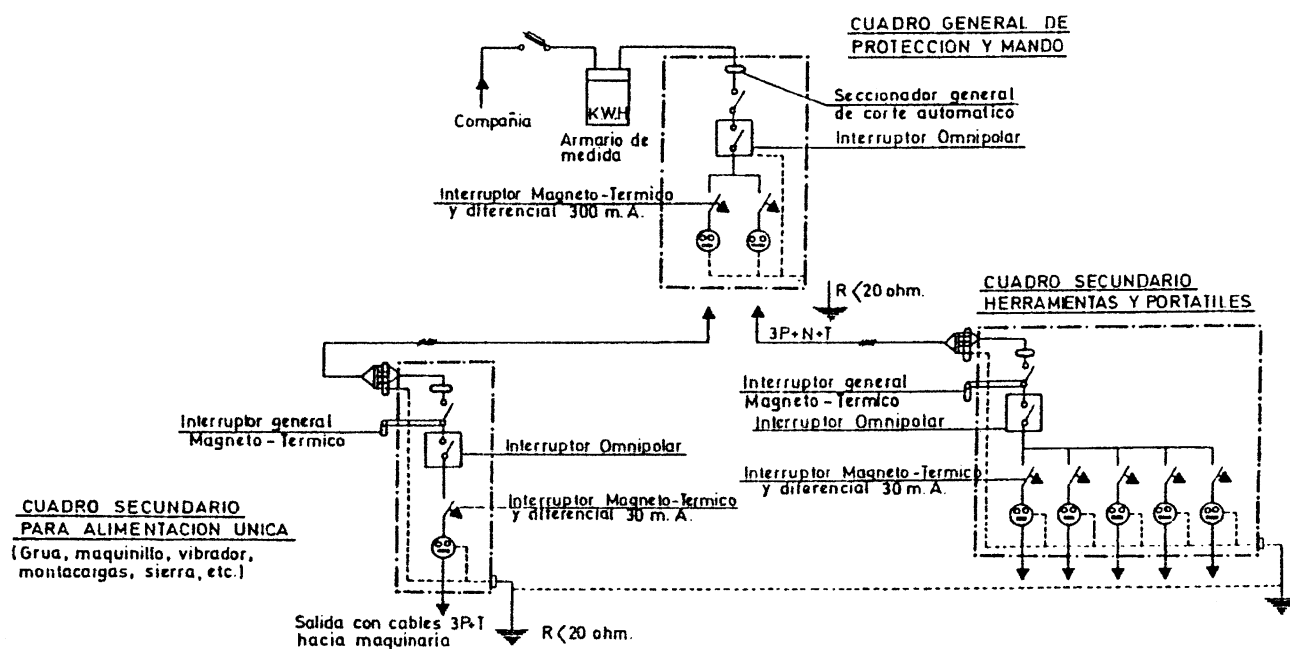 CUADRO GENERAL DE
PROTECCION Y MANDO
Compañia
KWH
Armario de
medida
Seccionador general
de corte automatico
Interruptor Omnipolar
Interruptor Magneto-Termico
y diferencial 300 m. A.
R < 20 ohm.
3P+N+T
CUADRO SECUNDARIO
HERRAMIENTAS Y PORTATILES
Interruptor general
Magneto-Termico
Interruptor Omnipolar
Interruptor Magneto-Termico
y diferencial 30 m. A.
Interruptor general
Magneto-Termico
Interruptor Omnipolar
Interruptor Magneto-Termico
y diferencial 30 m. A.
CUADRO SECUNDARIO
PARA ALIMENTACION UNICA
(Grua, maquinillo, vibrador,
montacargas, sierra, etc.)
Salida con cables 3P+T
hacia maquinaria
R < 20 ohm.